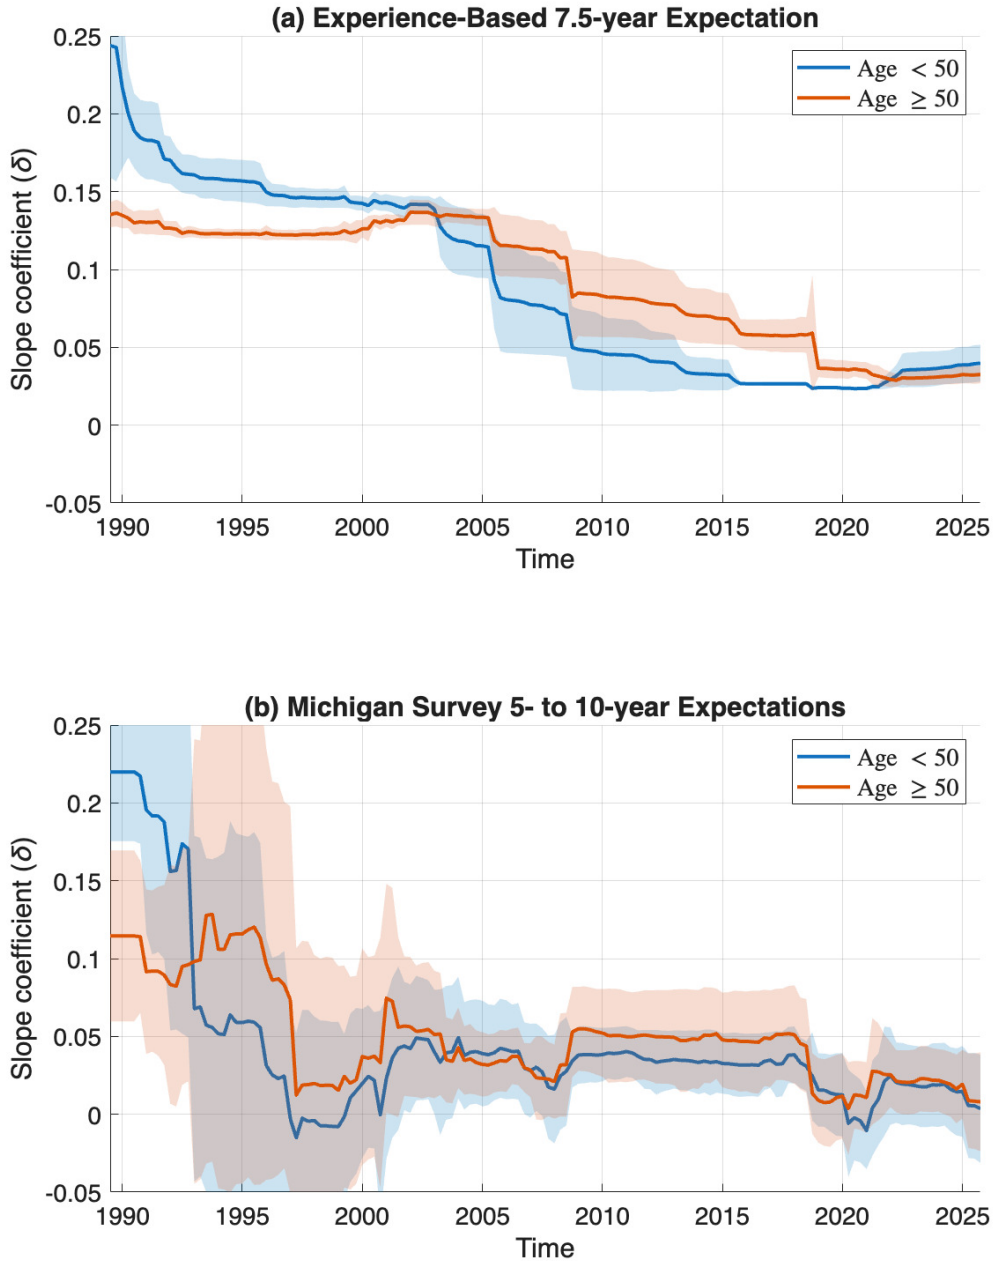 (a) Experience-Based 7.5-year Expectation
0.25
0.2
0.15
0.1
0.05
0
-0.05
Slope coefficient (δ)
Age < 50
Age ≥ 50
1990 1995 2000 2005 2010 2015 2020 2025
Time
(b) Michigan Survey 5- to 10-year Expectations
0.25
0.2
0.15
0.1
0.05
0
-0.05
Slope coefficient (δ)
Age < 50
Age ≥ 50
1990 1995 2000 2005 2010 2015 2020 2025
Time